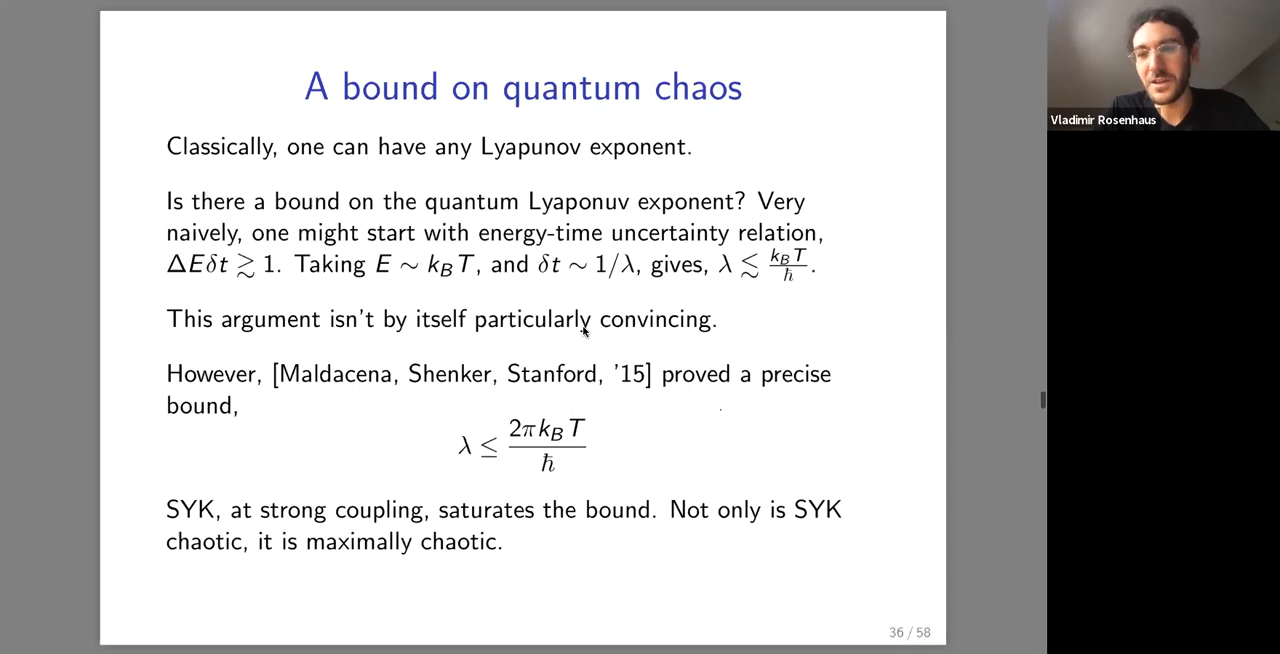 A bound on quantum chaos
Classically, one can have any Lyapunov exponent.
Is there a bound on the quantum Lyaponuv exponent? Very
naively, one might start with energy-time uncertainty relation,
ΔEδt ≳ 1. Taking E ∼ k_B T, and δt ∼ 1/λ, gives, λ ≲ k_B T/ħ.
This argument isn't by itself particularly convincing.
However, [Maldacena, Shenker, Stanford, '15] proved a precise
bound,
λ ≤ 2πk_B T/ħ
SYK, at strong coupling, saturates the bound. Not only is SYK
chaotic, it is maximally chaotic.
36 / 58
Vladimir Rosenhaus